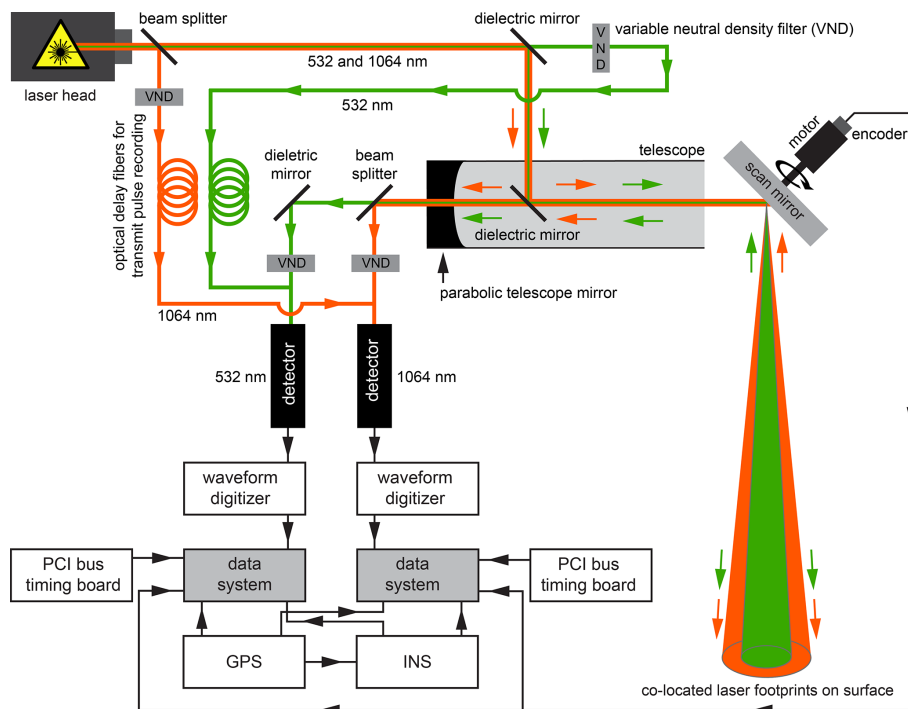 beam splitter
dielectric mirror
V
N
D
variable neutral density filter (VND)
laser head
532 and 1064 nm
VND
532 nm
optical delay fibers for
transmit pulse recording
dieletric
mirror
beam
splitter
telescope
motor
encoder
scan mirror
dielectric mirror
VND
VND
parabolic telescope mirror
1064 nm
532 nm
detector
detector
1064 nm
waveform
digitizer
waveform
digitizer
PCI bus
timing board
data
system
data
system
PCI bus
timing board
GPS
INS
co-located laser footprints on surface